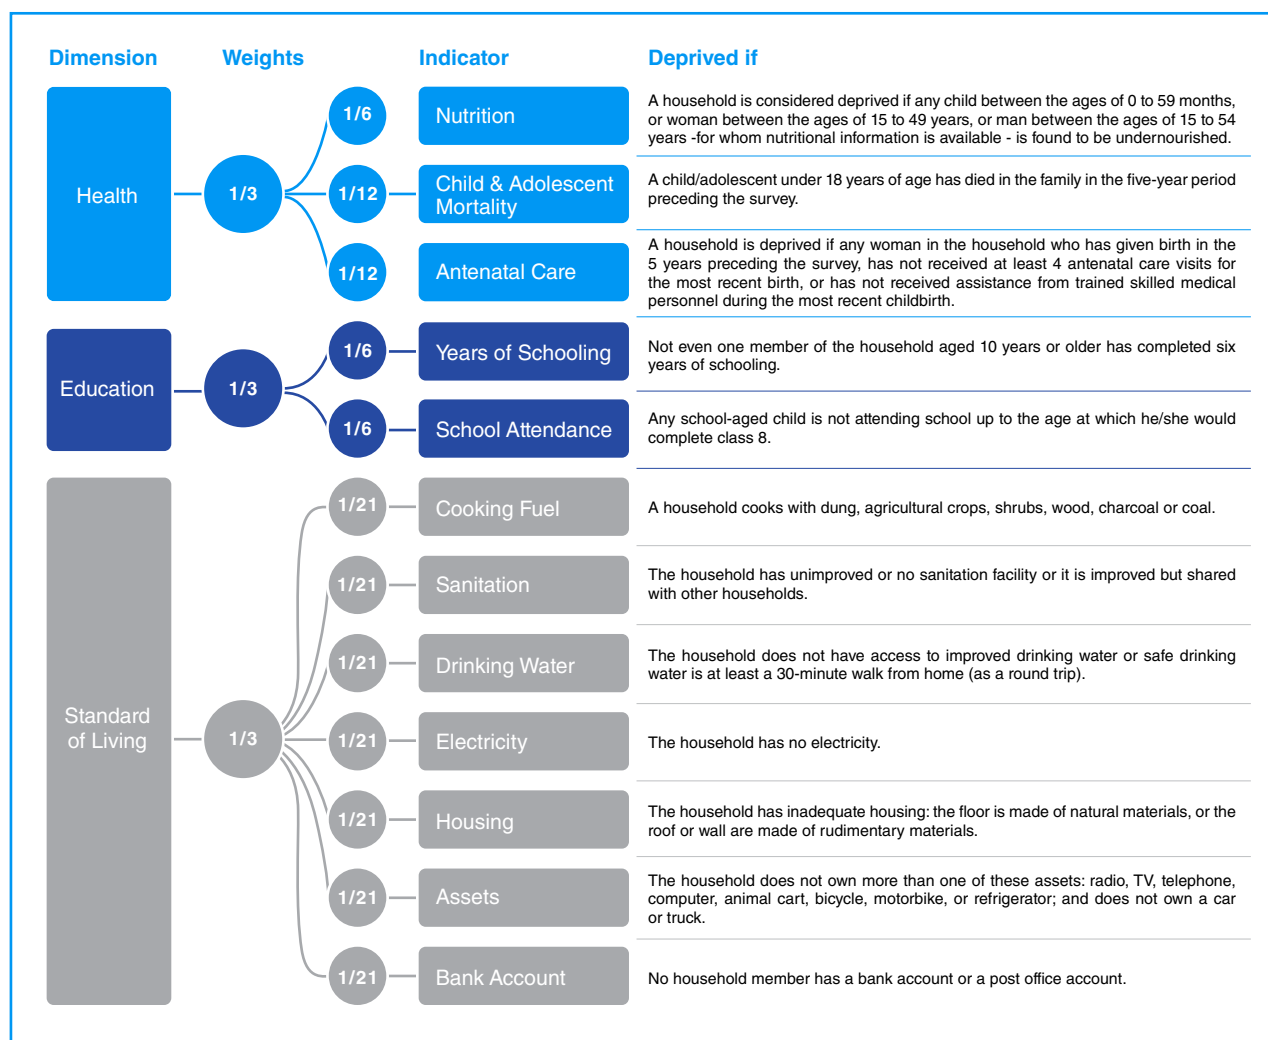 Dimension Weights Indicator Deprived if
Health
1/3
1/6
Nutrition
A household is considered deprived if any child between the ages of 0 to 59 months,
or woman between the ages of 15 to 49 years, or man between the ages of 15 to 54
years -for whom nutritional information is available - is found to be undernourished.
1/12
Child & Adolescent
Mortality
A child/adolescent under 18 years of age has died in the family in the five-year period
preceding the survey.
1/12
Antenatal Care
A household is deprived if any woman in the household who has given birth in the
5 years preceding the survey, has not received at least 4 antenatal care visits for
the most recent birth, or has not received assistance from trained skilled medical
personnel during the most recent childbirth.
Education
1/3
1/6
Years of Schooling
Not even one member of the household aged 10 years or older has completed six
years of schooling.
1/6
School Attendance
Any school-aged child is not attending school up to the age at which he/she would
complete class 8.
Standard
of Living
1/3
1/21
Cooking Fuel
A household cooks with dung, agricultural crops, shrubs, wood, charcoal or coal.
1/21
Sanitation
The household has unimproved or no sanitation facility or it is improved but shared
with other households.
1/21
Drinking Water
The household does not have access to improved drinking water or safe drinking
water is at least a 30-minute walk from home (as a round trip).
1/21
Electricity
The household has no electricity.
1/21
Housing
The household has inadequate housing: the floor is made of natural materials, or the
roof or wall are made of rudimentary materials.
1/21
Assets
The household does not own more than one of these assets: radio, TV, telephone,
computer, animal cart, bicycle, motorbike, or refrigerator; and does not own a car
or truck.
1/21
Bank Account
No household member has a bank account or a post office account.